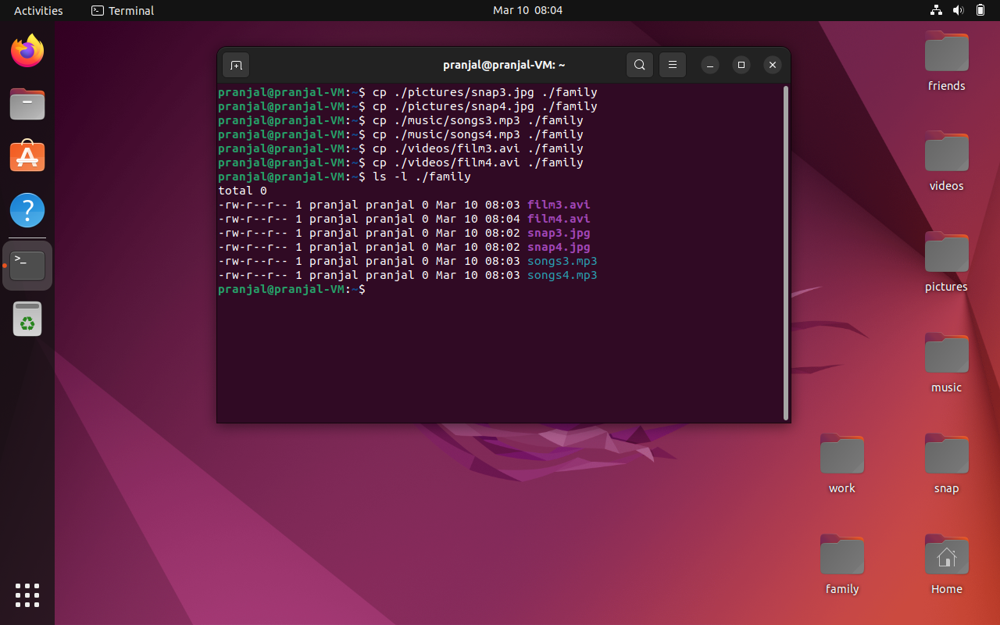 Activities Terminal Mar 10 08:04
pranjal@pranjal-VM: ~
pranjal@pranjal-VM:~$ cp ./pictures/snap3.jpg ./family
pranjal@pranjal-VM:~$ cp ./pictures/snap4.jpg ./family
pranjal@pranjal-VM:~$ cp ./music/songs3.mp3 ./family
pranjal@pranjal-VM:~$ cp ./music/songs4.mp3 ./family
pranjal@pranjal-VM:~$ cp ./videos/film3.avi ./family
pranjal@pranjal-VM:~$ cp ./videos/film4.avi ./family
pranjal@pranjal-VM:~$ ls -l ./family
total 0
-rw-r--r-- 1 pranjal pranjal 0 Mar 10 08:03 film3.avi
-rw-r--r-- 1 pranjal pranjal 0 Mar 10 08:04 film4.avi
-rw-r--r-- 1 pranjal pranjal 0 Mar 10 08:02 snap3.jpg
-rw-r--r-- 1 pranjal pranjal 0 Mar 10 08:02 snap4.jpg
-rw-r--r-- 1 pranjal pranjal 0 Mar 10 08:03 songs3.mp3
-rw-r--r-- 1 pranjal pranjal 0 Mar 10 08:03 songs4.mp3
pranjal@pranjal-VM:~$
friends
videos
pictures
music
work snap
family Home